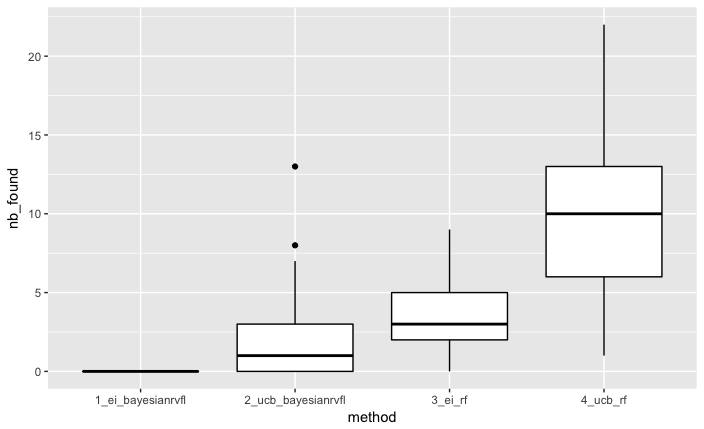 nb_found
20
15
10
5
0
1_ei_bayesianrvfl 2_ucb_bayesianrvfl 3_ei_rf 4_ucb_rf
method